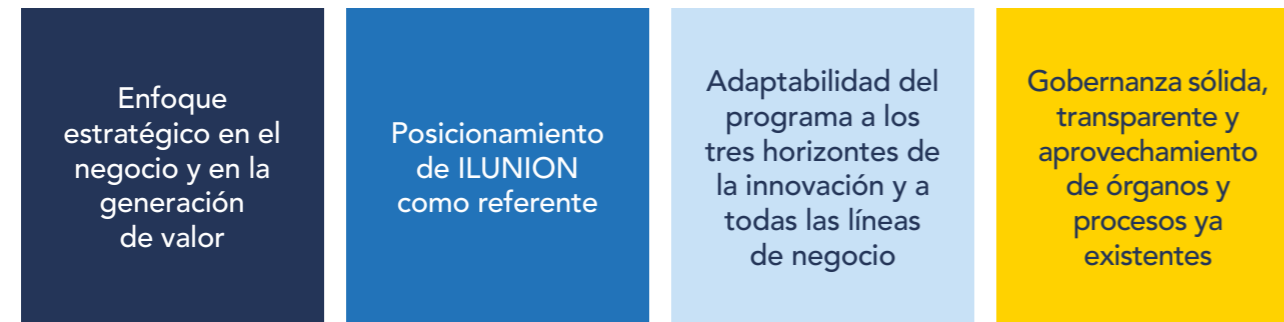 Enfoque
estratégico en el
negocio y en la
generación
de valor
Posicionamiento
de ILUNION
como referente
Adaptabilidad del
programa a los
tres horizontes de
la innovación y a
todas las líneas
de negocio
Gobernanza sólida,
transparente y
aprovechamiento
de órganos y
procesos ya
existentes